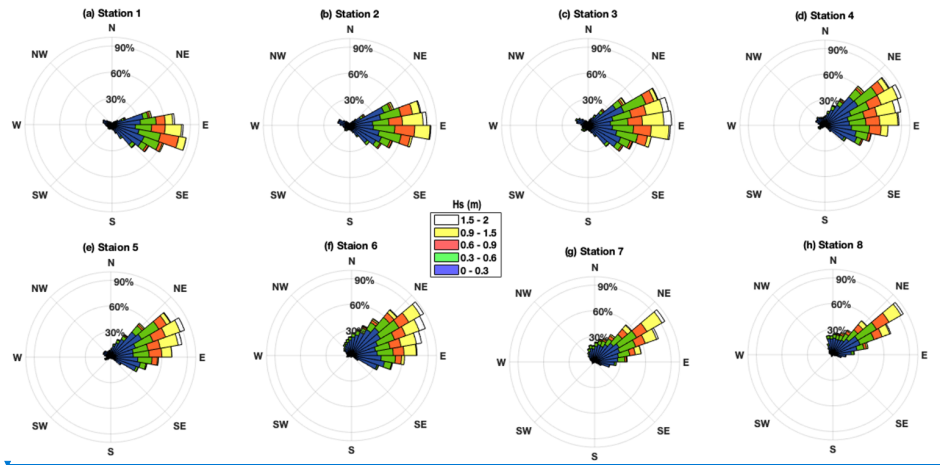 (a) Station 1
N
NW
NE
90%
60%
30%
W
E
SW
SE
S
(b) Station 2
N
NW
NE
90%
60%
30%
W
E
SW
SE
S
(c) Station 3
N
NW
NE
90%
60%
30%
W
E
SW
SE
S
(d) Station 4
N
NW
NE
90%
60%
30%
W
E
SW
SE
S
Hs (m)
1.5 - 2
0.9 - 1.5
0.6 - 0.9
0.3 - 0.6
0 - 0.3
(e) Staion 5
N
NW
NE
90%
60%
30%
W
E
SW
SE
S
(f) Staion 6
N
NW
NE
90%
60%
30%
W
E
SW
SE
S
(g) Station 7
N
NW
NE
90%
60%
30%
W
E
SW
SE
S
(h) Station 8
N
NW
NE
90%
60%
30%
W
E
SW
SE
S